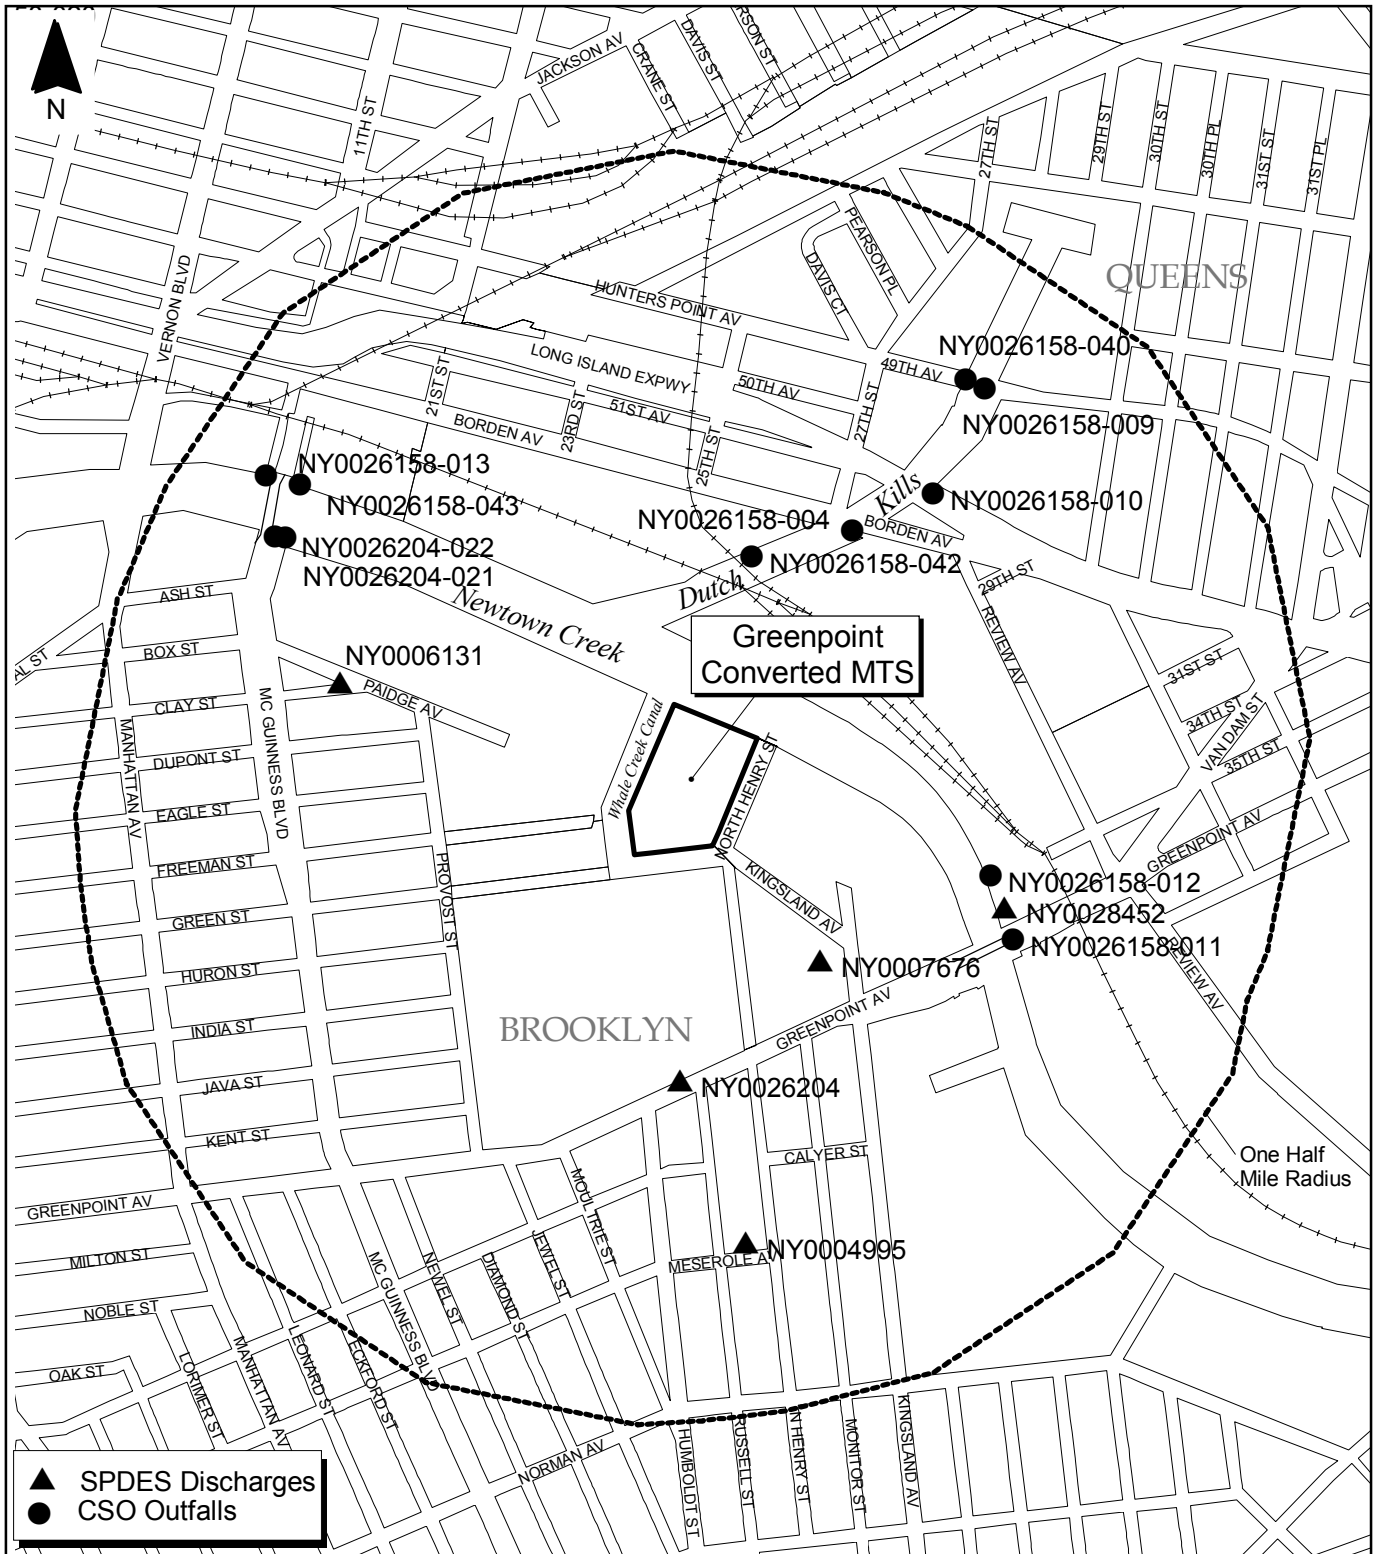 N
JACKSON AV
CRANE ST
DAVIS ST
11TH ST
27TH ST
29TH ST
30TH ST
30TH PL
31ST ST
31ST PL
PEARSON PL
DAVIS CT
QUEENS
VERNON BLVD
HUNTERS POINT AV
LONG ISLAND EXPWY
50TH AV
49TH AV
51ST AV
21ST ST
23RD ST
25TH ST
27TH ST
BORDEN AV
NY0026158-040
NY0026158-009
NY0026158-013
NY0026158-043
NY0026158-010
Kills
NY0026158-004
BORDEN AV
NY0026204-022
NY0026158-042
NY0026204-021
Dutch
29TH ST
ASH ST
Newtown Creek
REVIEW AV
Greenpoint
Converted MTS
BOX ST
NY0006131
PAIDGE AV
31ST ST
34TH ST
VAN DAM ST
35TH ST
CLAY ST
MC GUINNESS BLVD
MANHATTAN AV
Whale Creek Canal
NORTH HENRY ST
DUPONT ST
EAGLE ST
GREENPOINT AV
FREEMAN ST
PROVOST ST
KINGSLAND AV
NY0026158-012
NY0028452
GREEN ST
NY0026158-011
REVIEW AV
HURON ST
NY0007676
GREENPOINT AV
INDIA ST
BROOKLYN
JAVA ST
NY0026204
KENT ST
CALYER ST
One Half
Mile Radius
MOULTRIE ST
GREENPOINT AV
MILTON ST
MC GUINNESS BLVD
NEWEL ST
DIAMOND ST
JEWEL ST
NY0004995
MESEROLE AV
NOBLE ST
OAK ST
LORIMER ST
MANHATTAN AV
LEONARD ST
ECKFORD ST
NORMAN AV
HUMBOLDT ST
RUSSELL ST
N HENRY ST
MONITOR ST
KINGSLAND AV
SPDES Discharges
CSO Outfalls